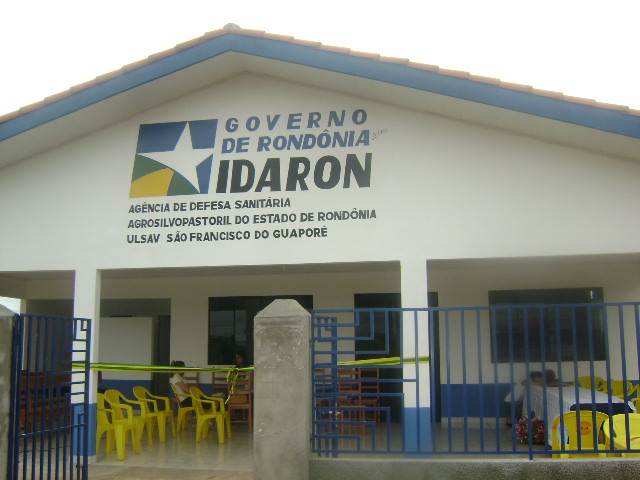 GOVERNO
DE RONDÔNIA
IDARON
AGÊNCIA DE DEFESA SANITÁRIA
AGROSILVOPASTORIL DO ESTADO DE RONDÔNIA
ULSAV SÃO FRANCISCO DO GUAPORÉ